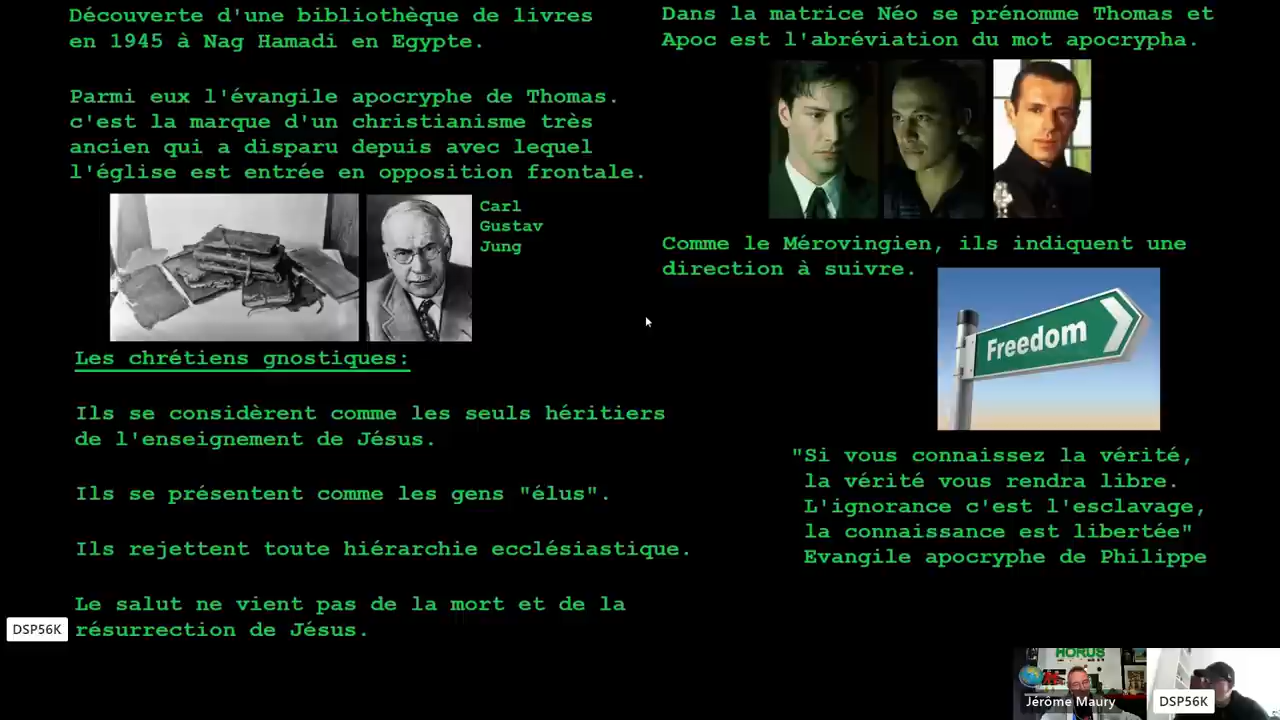 Découverte d'une bibliothèque de livres
en 1945 à Nag Hamadi en Egypte.
Parmi eux l'évangile apocryphe de Thomas.
c'est la marque d'un christianisme très
ancien qui a disparu depuis avec lequel
l'église est entrée en opposition frontale.
Carl
Gustav
Jung
Les chrétiens gnostiques:
Ils se considèrent comme les seuls héritiers
de l'enseignement de Jésus.
Ils se présentent comme les gens "élus".
Ils rejettent toute hiérarchie ecclésiastique.
Le salut ne vient pas de la mort et de la
résurrection de Jésus.
DSP56K
Dans la matrice Néo se prénomme Thomas et
Apoc est l'abréviation du mot apocrypha.
Comme le Mérovingien, ils indiquent une
direction à suivre.
Freedom
"Si vous connaissez la vérité,
la vérité vous rendra libre.
L'ignorance c'est l'esclavage,
la connaissance est libertée"
Evangile apocryphe de Philippe
HORUS
Jérôme Maury
DSP56K